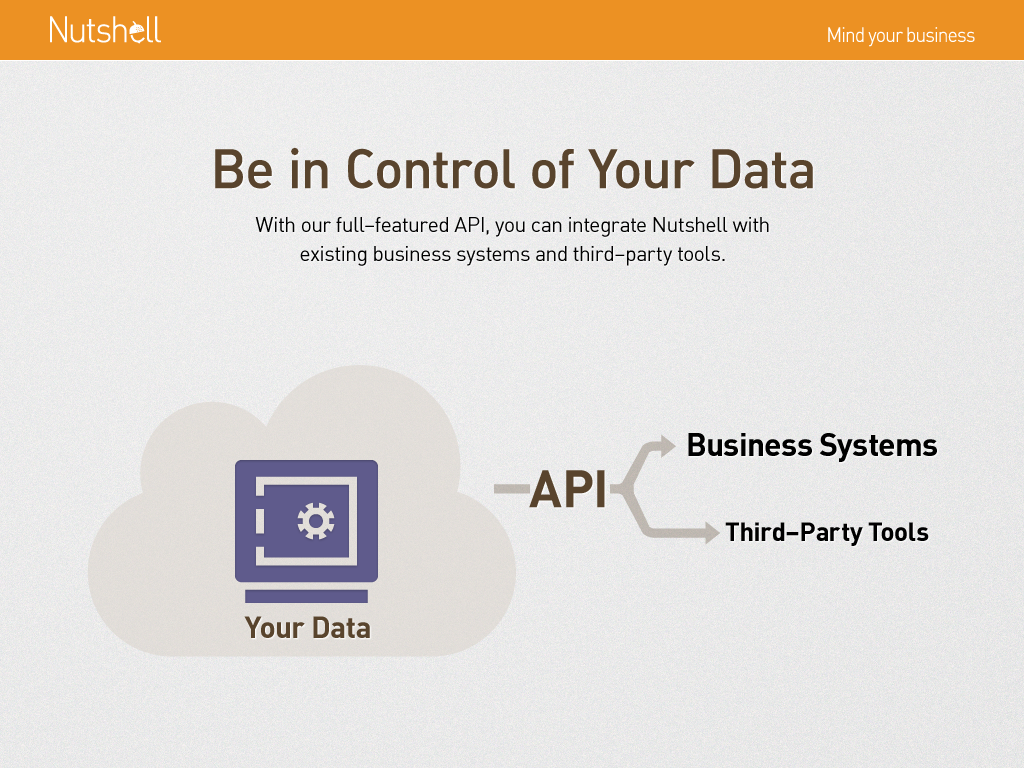 Nutshell
Mind your business
Be in Control of Your Data
With our full–featured API, you can integrate Nutshell with
existing business systems and third–party tools.
Business Systems
API
Third–Party Tools
Your Data